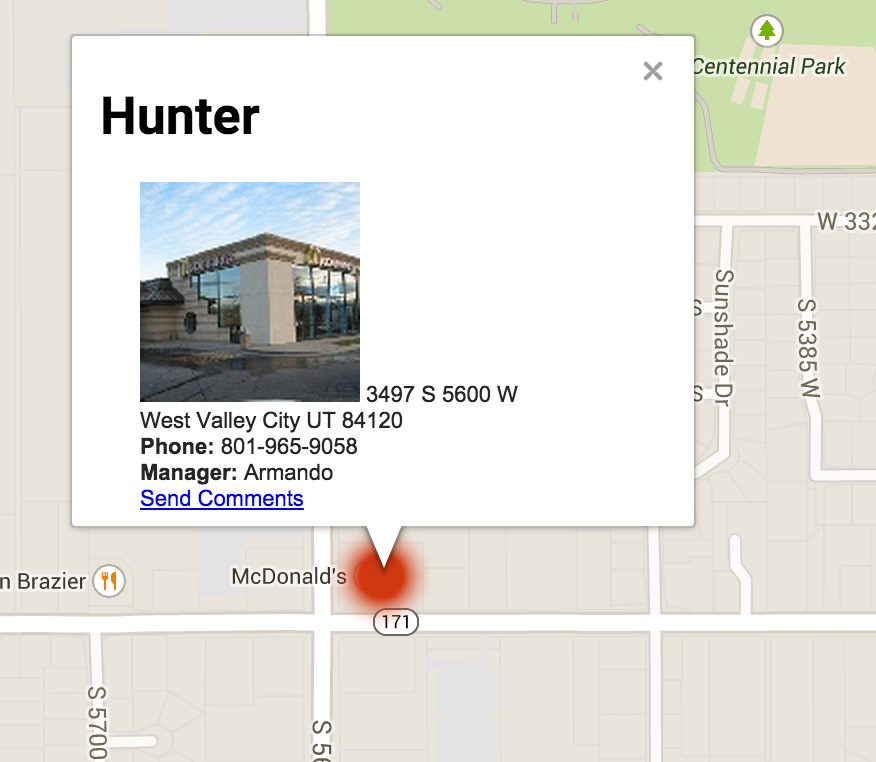 Centennial Park
Hunter
W 332
Sunshade Dr
S 5385 W
S
S
3497 S 5600 W
West Valley City UT 84120
Phone: 801-965-9058
Manager: Armando
Send Comments
n Brazier
McDonald's
171
S 5700
S 56